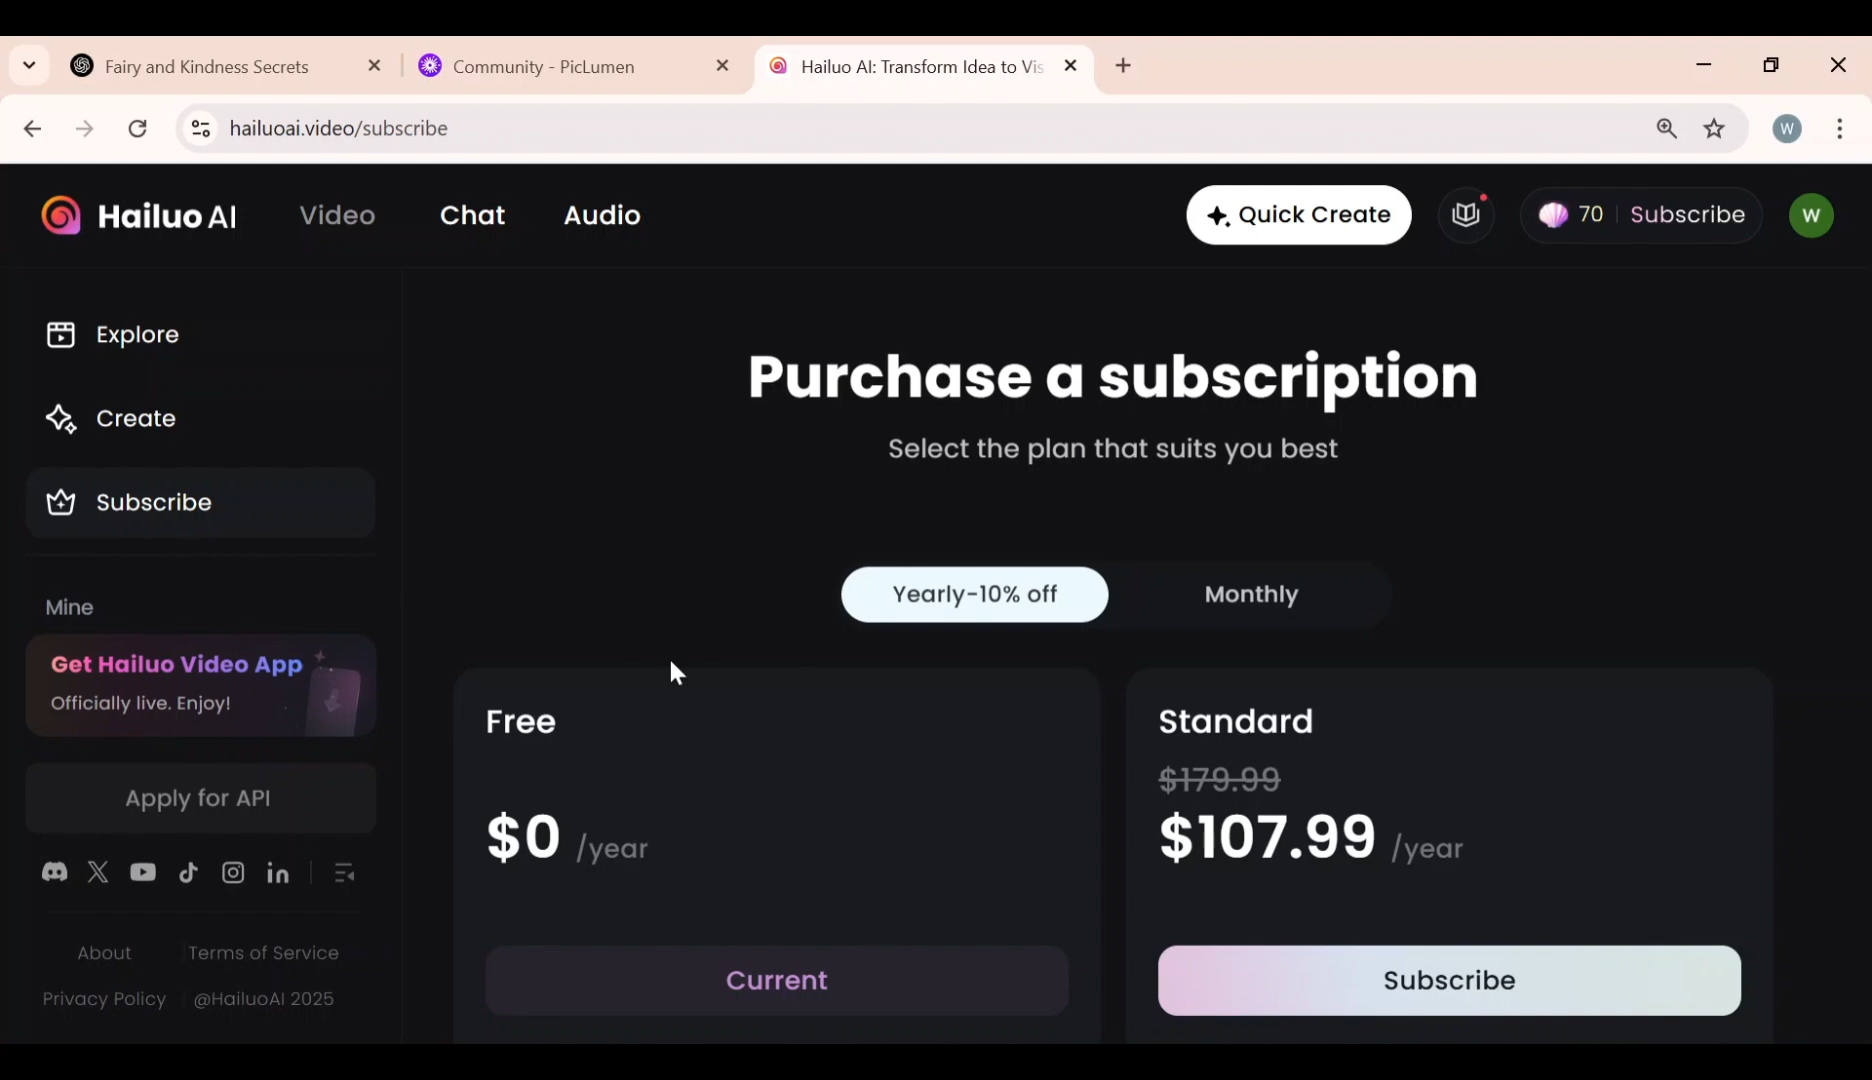 Fairy and Kindness Secrets
Community - PicLumen
Hailuo AI: Transform Idea to Vis
hailuoai.video/subscribe
W
Hailuo AI
Video
Chat
Audio
Quick Create
70
Subscribe
W
Explore
Create
Subscribe
Mine
Get Hailuo Video App
Officially live. Enjoy!
Apply for API
About
Terms of Service
Privacy Policy
@HailuoAI 2025
Purchase a subscription
Select the plan that suits you best
Yearly-10% off
Monthly
Free
$0 /year
Current
Standard
$179.99
$107.99 /year
Subscribe